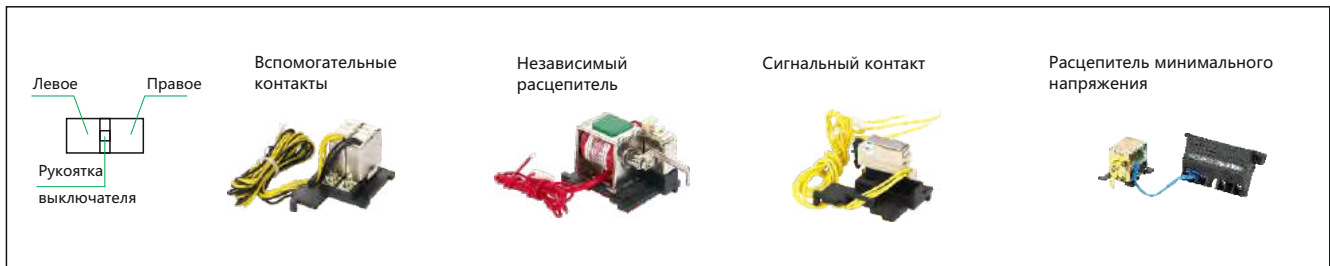 Левое
Правое
Рукоятка
выключателя
Вспомогательные
контакты
Независимый
расцепитель
Сигнальный контакт
Расцепитель минимального
напряжения